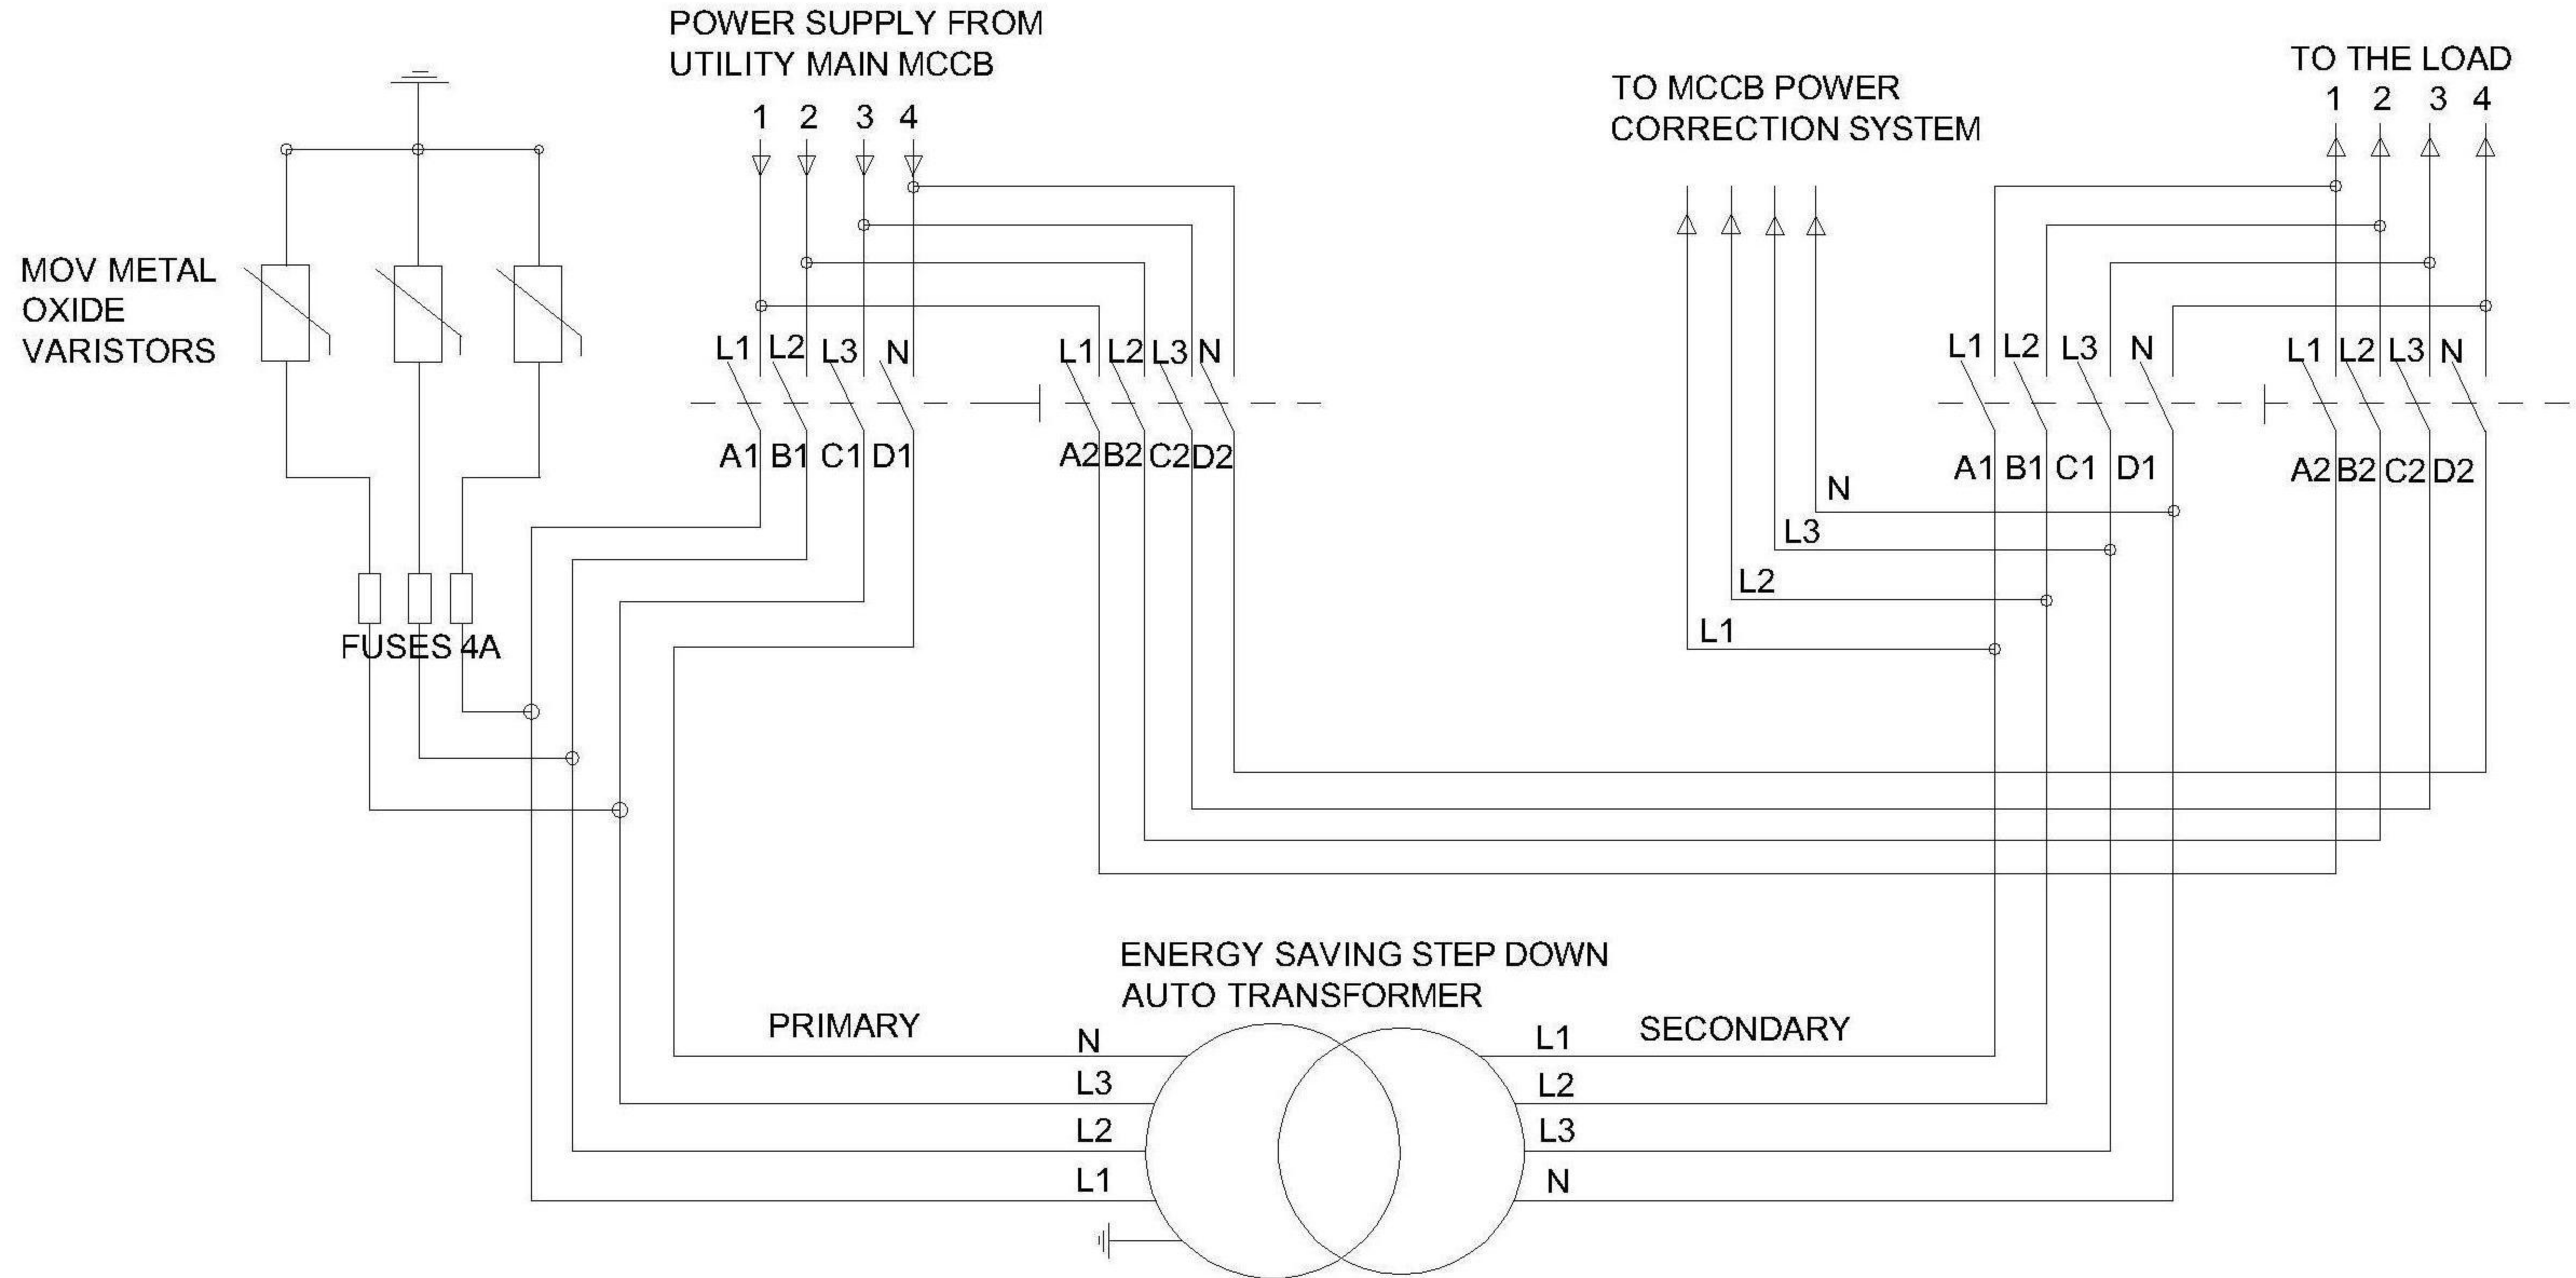 POWER SUPPLY FROM
UTILITY MAIN MCCB
1 2 3 4
TO MCCB POWER
CORRECTION SYSTEM
TO THE LOAD
1 2 3 4
MOV METAL
OXIDE
VARISTORS
L1 L2 L3 N
L1 L2 L3 N
L1 L2 L3 N
L1 L2 L3 N
A1 B1 C1 D1
A2 B2 C2 D2
A1 B1 C1 D1
A2 B2 C2 D2
N
L3
L2
L1
FUSES 4A
ENERGY SAVING STEP DOWN
AUTO TRANSFORMER
PRIMARY
N
L3
L2
L1
SECONDARY
L1
L2
L3
N